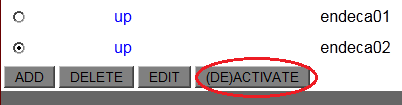 up endeca01
up endeca02
ADD DELETE EDIT (DE)ACTIVATE